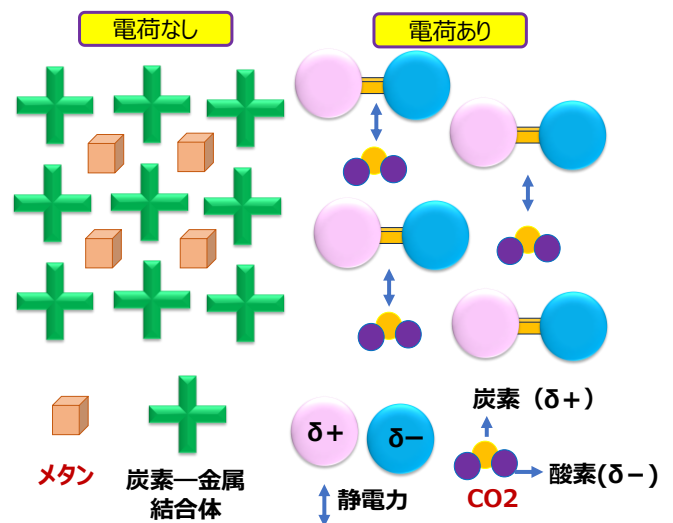 電荷なし
電荷あり
メタン
炭素―金属
結合体
δ+
δ−
静電力
炭素（δ+）
酸素(δ−)
CO2